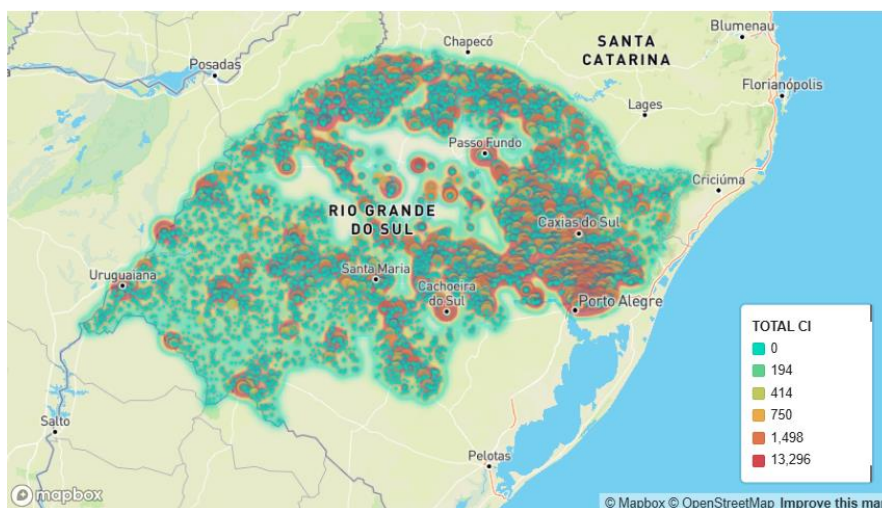 Chapecó
SANTA
CATARINA
Blumenau
Posadas
Florianópolis
Lages
Passo Fundo
Criciúma
RIO GRANDE
DO SUL
Caxias do Sul
Uruguaiana
Santa Maria
Cachoeira
do Sul
Porto Alegre
TOTAL CI
0
194
414
750
1,498
13,296
Salto
Pelotas
mapbox
© Mapbox © OpenStreetMap Improve this map